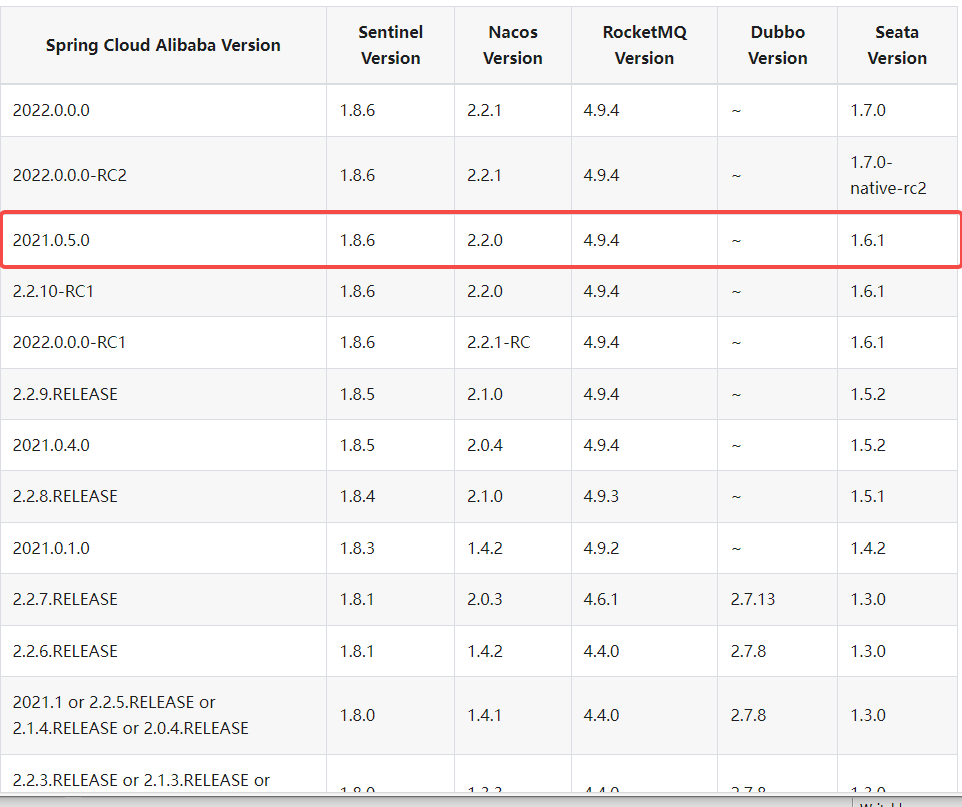 Spring Cloud Alibaba Version Sentinel Version Nacos Version RocketMQ Version Dubbo Version Seata Version
2022.0.0.0 1.8.6 2.2.1 4.9.4 ~ 1.7.0
2022.0.0.0-RC2 1.8.6 2.2.1 4.9.4 ~ 1.7.0-native-rc2
2021.0.5.0 1.8.6 2.2.0 4.9.4 ~ 1.6.1
2.2.10-RC1 1.8.6 2.2.0 4.9.4 ~ 1.6.1
2022.0.0.0-RC1 1.8.6 2.2.1-RC 4.9.4 ~ 1.6.1
2.2.9.RELEASE 1.8.5 2.1.0 4.9.4 ~ 1.5.2
2021.0.4.0 1.8.5 2.0.4 4.9.4 ~ 1.5.2
2.2.8.RELEASE 1.8.4 2.1.0 4.9.3 ~ 1.5.1
2021.0.1.0 1.8.3 1.4.2 4.9.2 ~ 1.4.2
2.2.7.RELEASE 1.8.1 2.0.3 4.6.1 2.7.13 1.3.0
2.2.6.RELEASE 1.8.1 1.4.2 4.4.0 2.7.8 1.3.0
2021.1 or 2.2.5.RELEASE or
2.1.4.RELEASE or 2.0.4.RELEASE 1.8.0 1.4.1 4.4.0 2.7.8 1.3.0
2.2.3.RELEASE or 2.1.3.RELEASE or